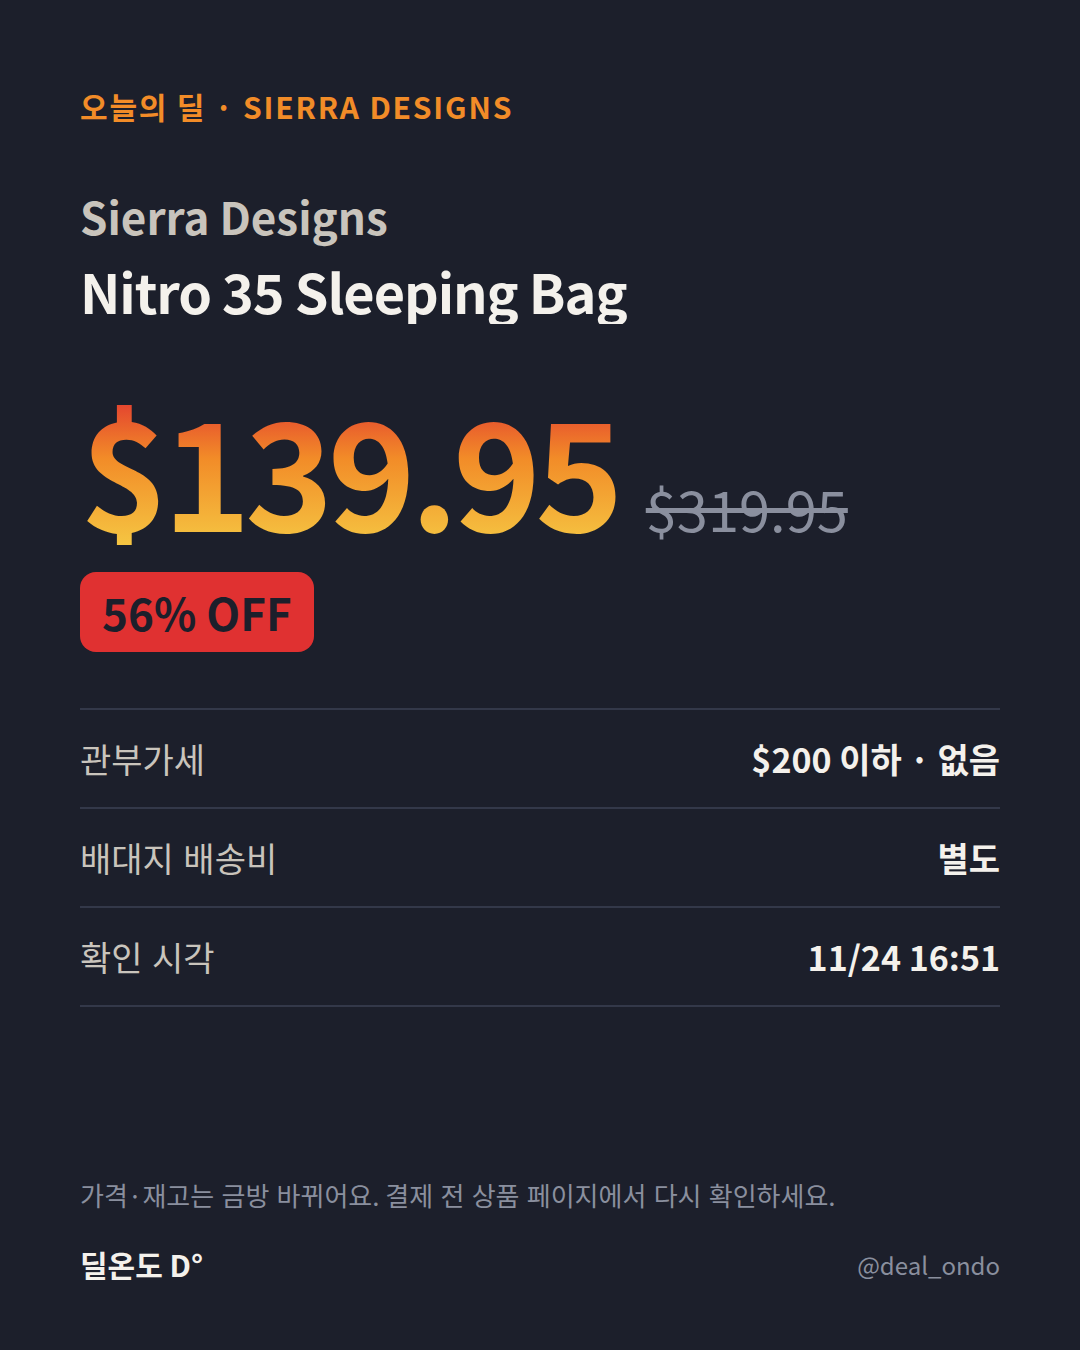 오늘의 딜 · SIERRA DESIGNS
Sierra Designs
Nitro 35 Sleeping Bag
$139.95 $319.95
56% OFF
관부가세 $200 이하 · 없음
배대지 배송비 별도
확인 시각 11/24 16:51
가격·재고는 금방 바뀌어요. 결제 전 상품 페이지에서 다시 확인하세요.
딜온도 D° @deal_ondo